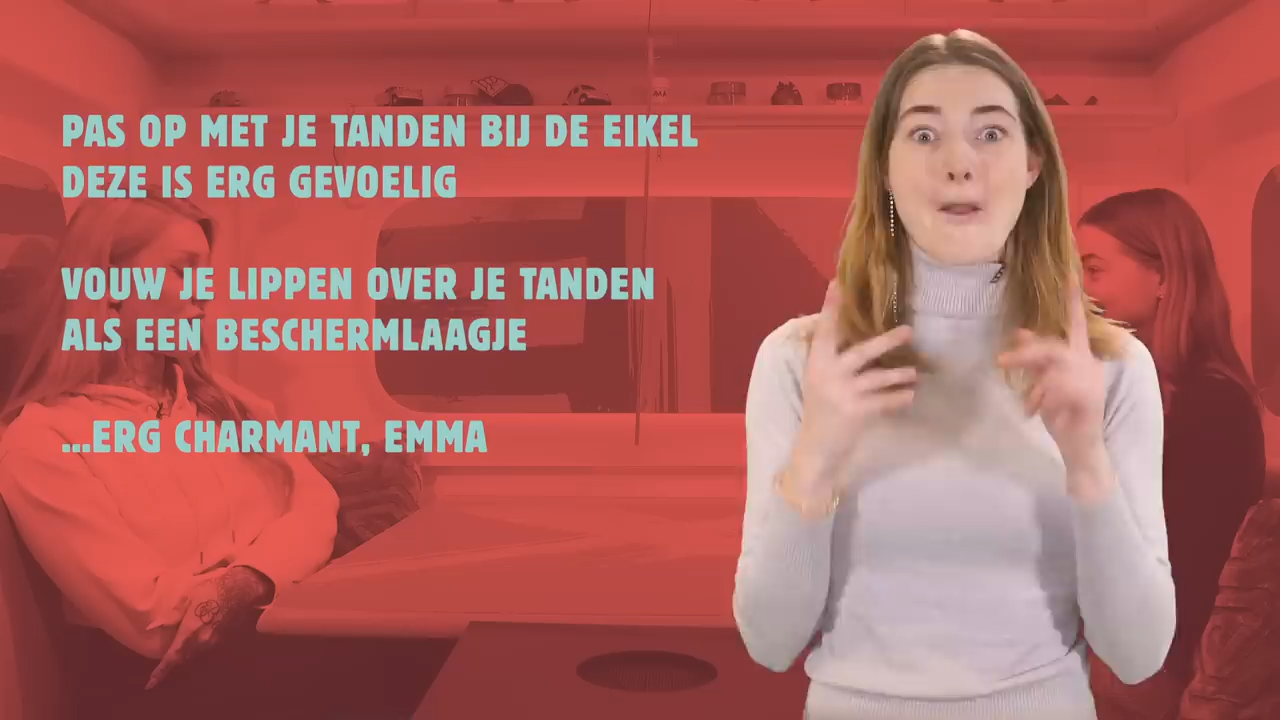 PAS OP MET JE TANDEN BIJ DE EIKEL
DEZE IS ERG GEVOELIG
VOUW JE LIPPEN OVER JE TANDEN
ALS EEN BESCHERMLAAGJE
...ERG CHARMANT, EMMA